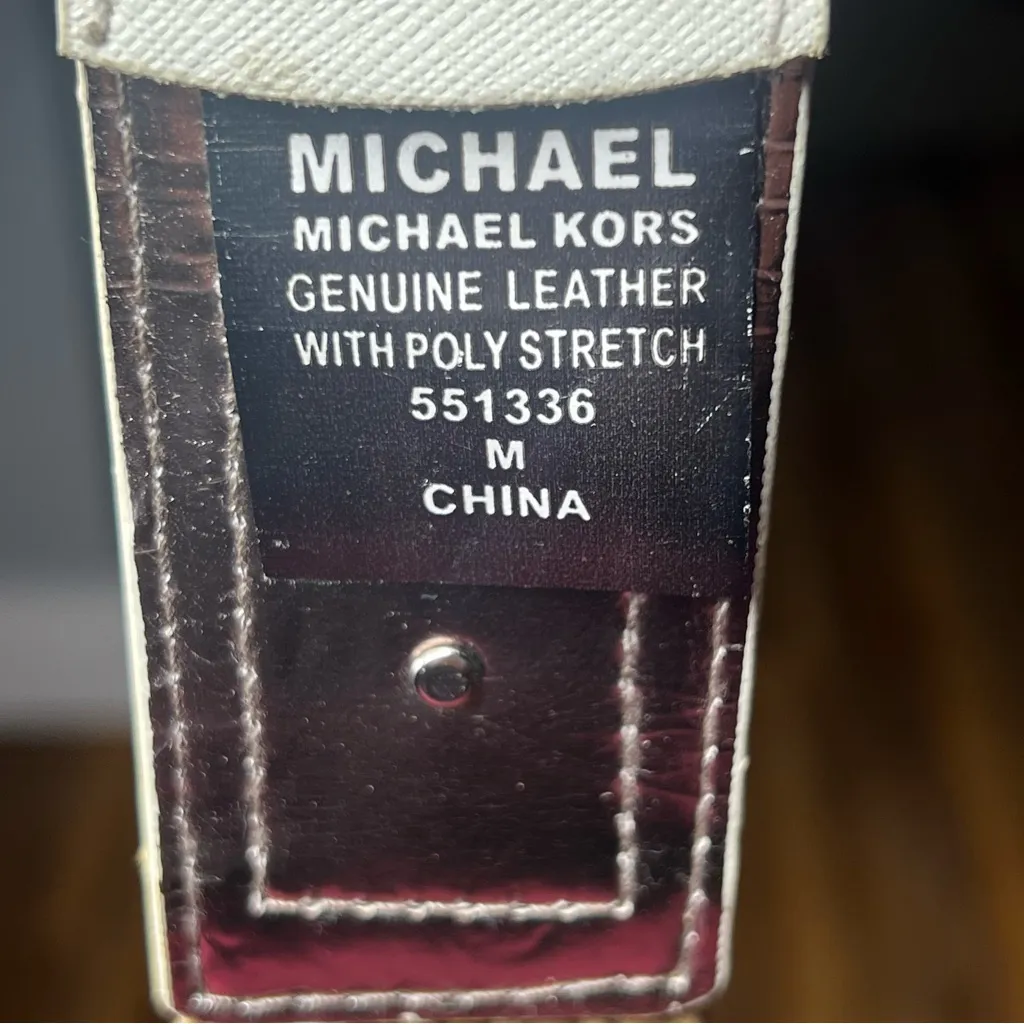 MICHAEL
MICHAEL KORS
GENUINE LEATHER
WITH POLY STRETCH
551336
M
CHINA